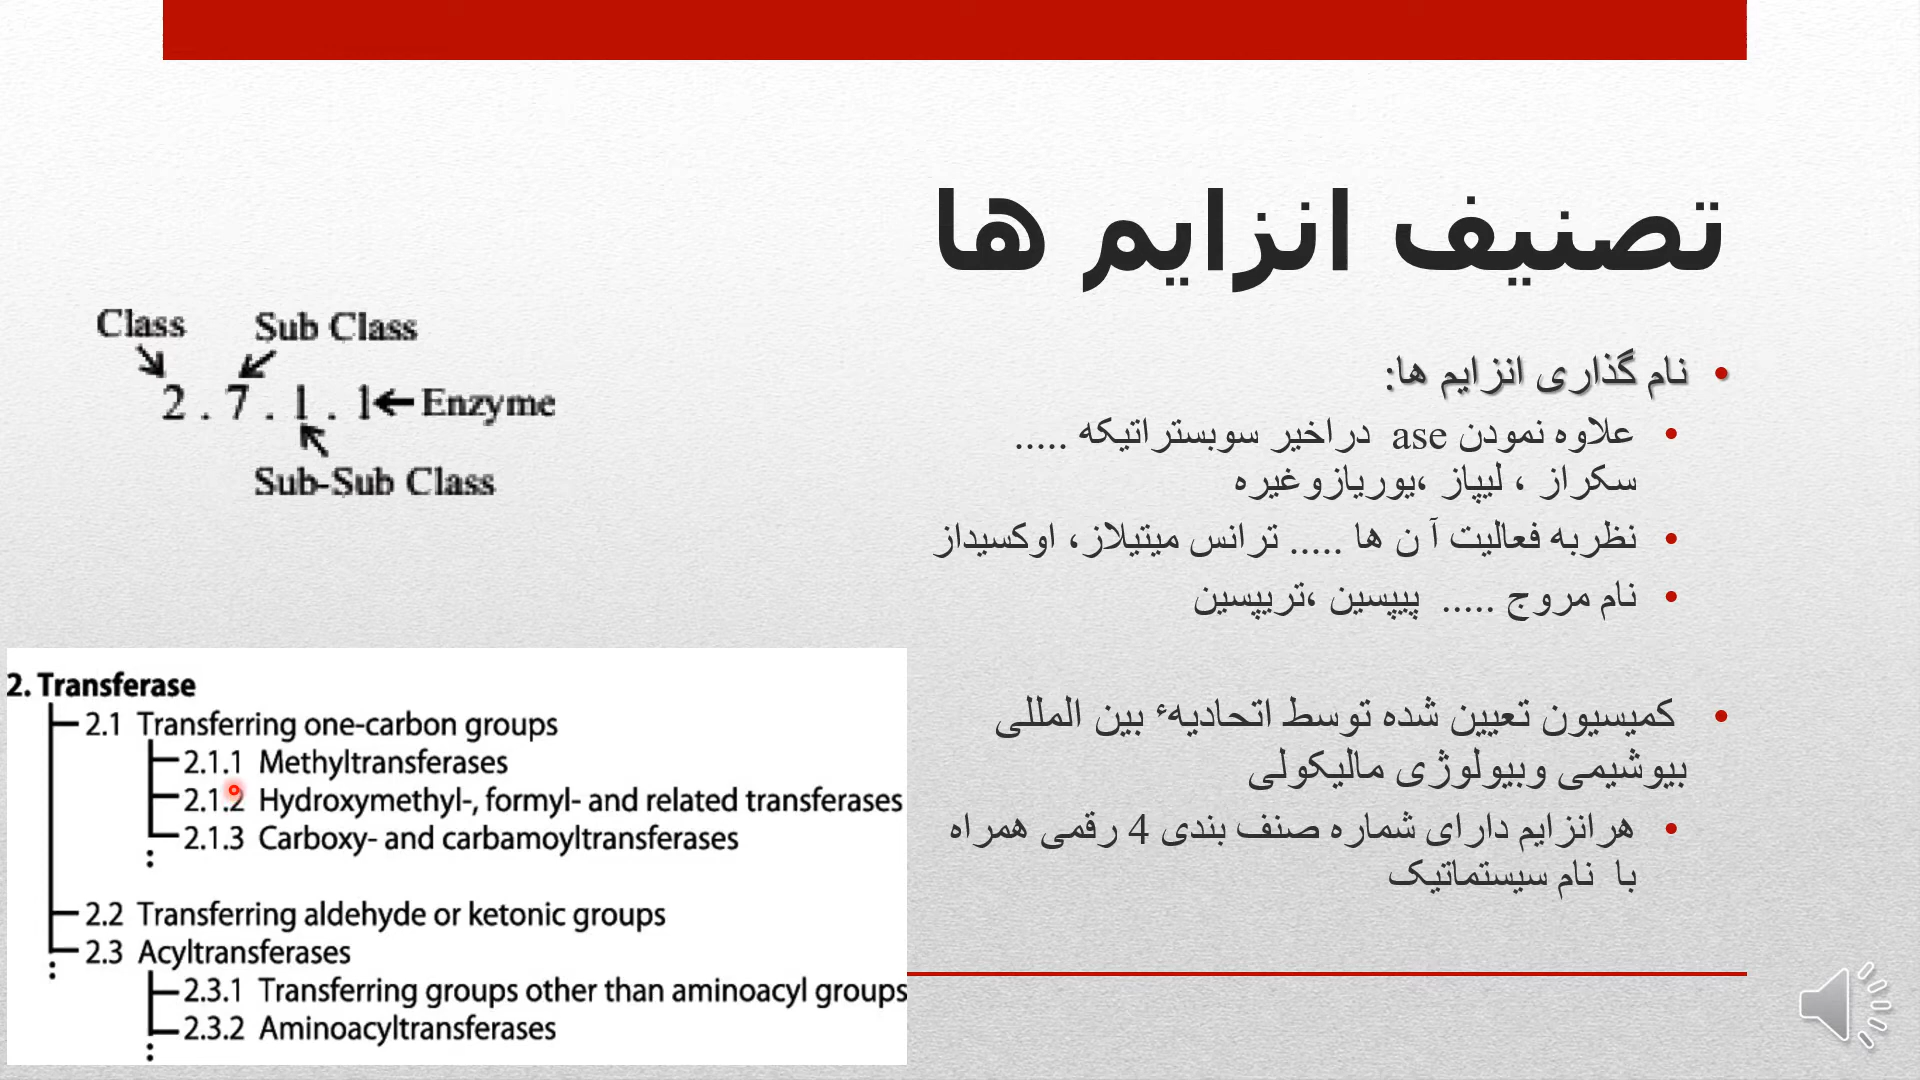 تصنیف انزایم ها
• نام گذاری انزایم ها:
• علاوه نمودن ase دراخیر سوبستراتیکه .....
سکراز ، لیپاز ،یوریازوغیره
• نظربه فعالیت آ ن ها ..... ترانس میتیلاز، اوکسیداز
• نام مروج ..... پیپسین ،تریپسین
• کمیسیون تعیین شده توسط اتحادیهٴ بین المللی
بیوشیمی وبیولوژی مالیکولی
• هرانزایم دارای شماره صنف بندی 4 رقمی همراه
با نام سیستماتیک
Class Sub Class
2 . 7 . 1 . 1 Enzyme
Sub-Sub Class
2. Transferase
2.1 Transferring one-carbon groups
2.1.1 Methyltransferases
2.1.2 Hydroxymethyl-, formyl- and related transferases
2.1.3 Carboxy- and carbamoyltransferases
2.2 Transferring aldehyde or ketonic groups
2.3 Acyltransferases
2.3.1 Transferring groups other than aminoacyl groups
2.3.2 Aminoacyltransferases